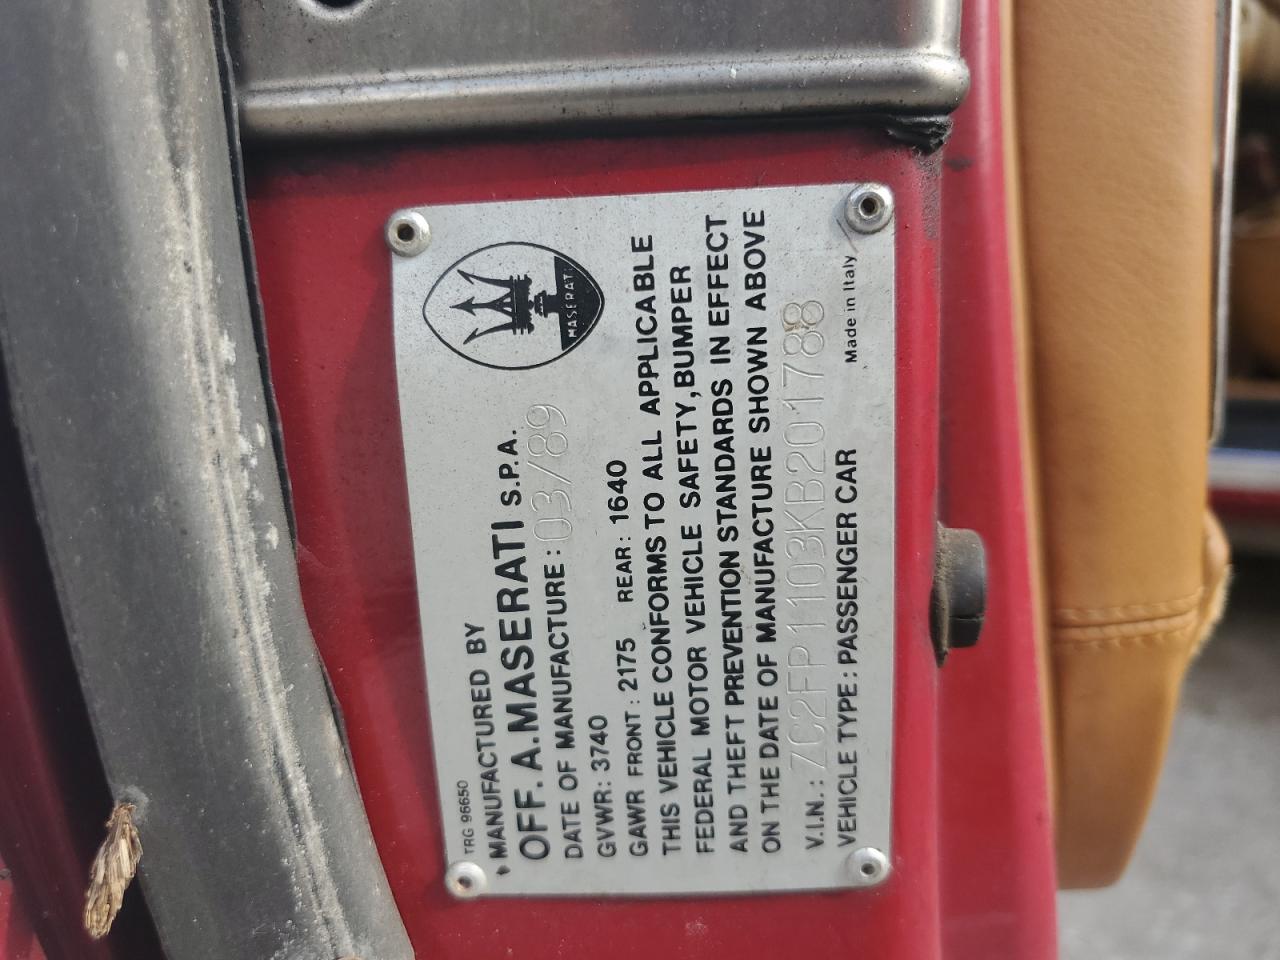 MASERATI
TRG 96650
MANUFACTURED BY
OFF. A. MASERATI S.P.A.
DATE OF MANUFACTURE: 03/89
GVWR: 3740
GAWR FRONT: 2175 REAR: 1640
THIS VEHICLE CONFORMS TO ALL APPLICABLE
FEDERAL MOTOR VEHICLE SAFETY, BUMPER
AND THEFT PREVENTION STANDARDS IN EFFECT
ON THE DATE OF MANUFACTURE SHOWN ABOVE
V.I.N.: ZC2FP1103KB201788
VEHICLE TYPE: PASSENGER CAR Made in Italy